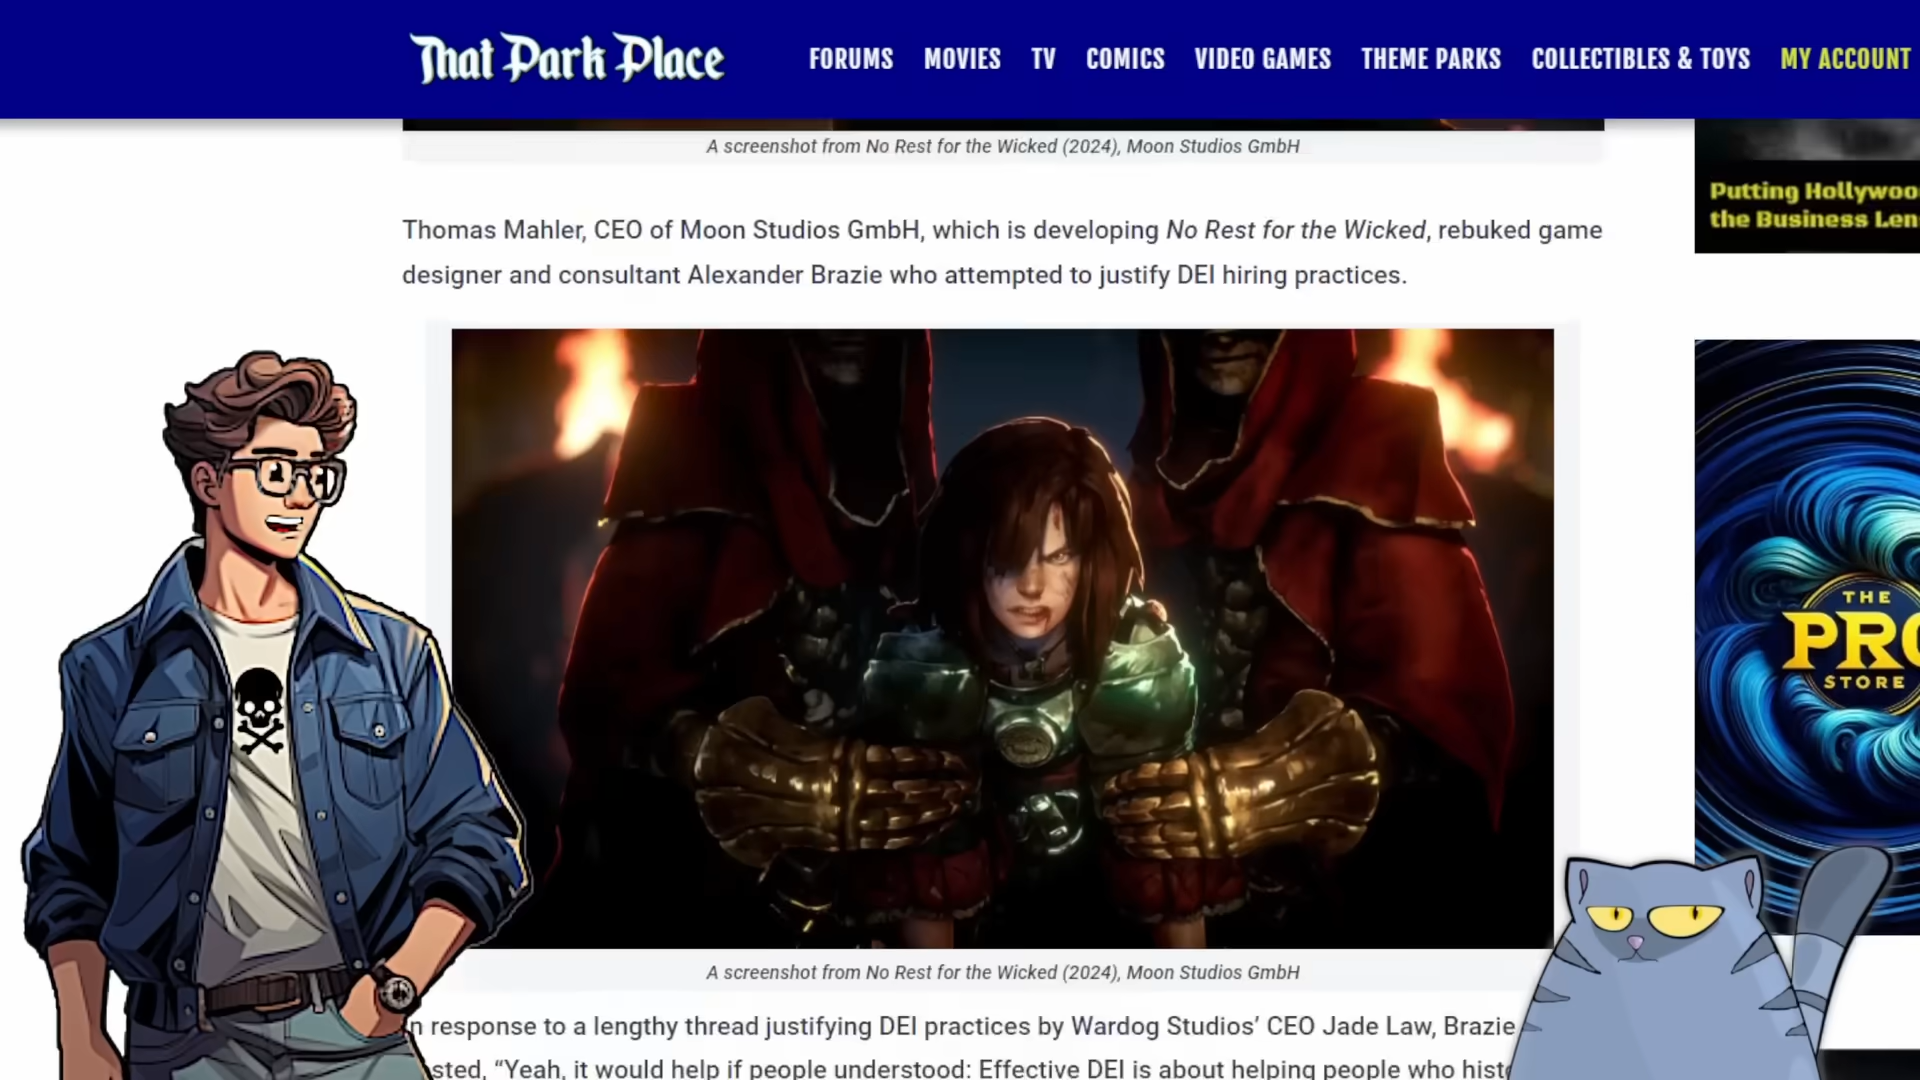 That Park Place
FORUMS MOVIES TV COMICS VIDEO GAMES THEME PARKS COLLECTIBLES & TOYS MY ACCOUNT
A screenshot from No Rest for the Wicked (2024), Moon Studios GmbH
Thomas Mahler, CEO of Moon Studios GmbH, which is developing No Rest for the Wicked, rebuked game
designer and consultant Alexander Brazie who attempted to justify DEI hiring practices.
Putting Hollywoo
the Business Len
THE
PRO
STORE
A screenshot from No Rest for the Wicked (2024), Moon Studios GmbH
n response to a lengthy thread justifying DEI practices by Wardog Studios’ CEO Jade Law, Brazie
sted, “Yeah, it would help if people understood: Effective DEI is about helping people who hist